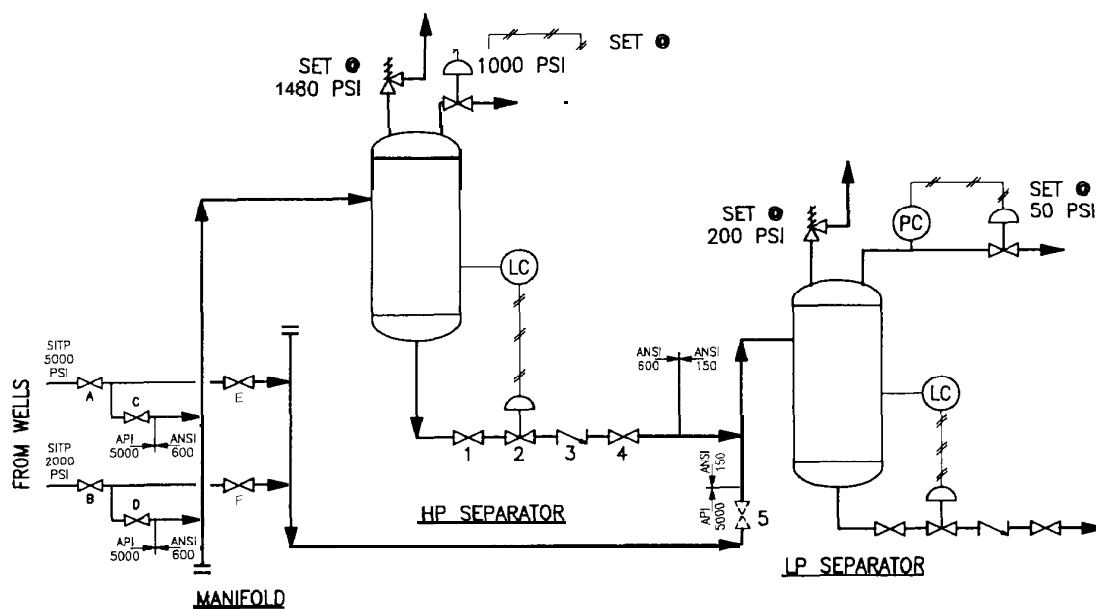 SET @
1480 PSI
SET @
1000 PSI
SET @
200 PSI
PC
SET @
50 PSI
LC
LC
FROM WELLS
SITP
5000
PSI
A
C
E
API
5000
ANSI
600
SITP
2000
PSI
B
D
F
API
5000
ANSI
600
ANSI
600
ANSI
150
1
2
3
4
ANSI
150
API
5000
5
HP SEPARATOR
LP SEPARATOR
MANIFOLD